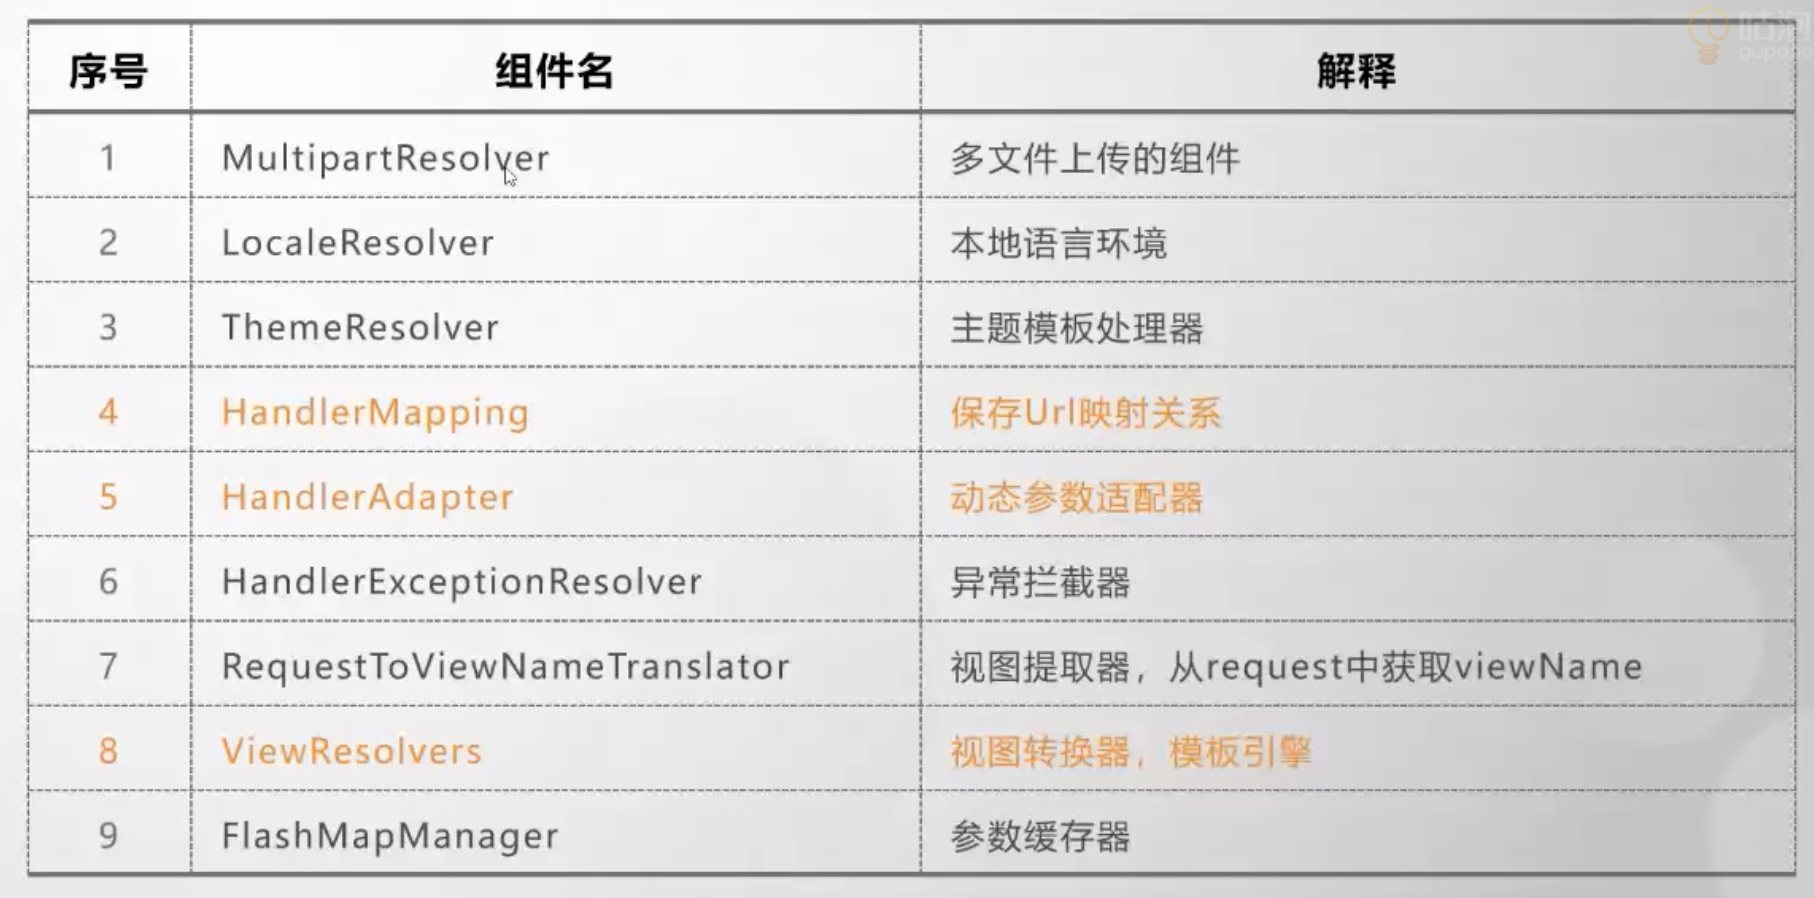 咕泡
序号 组件名 解释
1 MultipartResolver 多文件上传的组件
2 LocaleResolver 本地语言环境
3 ThemeResolver 主题模板处理器
4 HandlerMapping 保存Url映射关系
5 HandlerAdapter 动态参数适配器
6 HandlerExceptionResolver 异常拦截器
7 RequestToViewNameTranslator 视图提取器，从request中获取viewName
8 ViewResolvers 视图转换器，模板引擎
9 FlashMapManager 参数缓存器